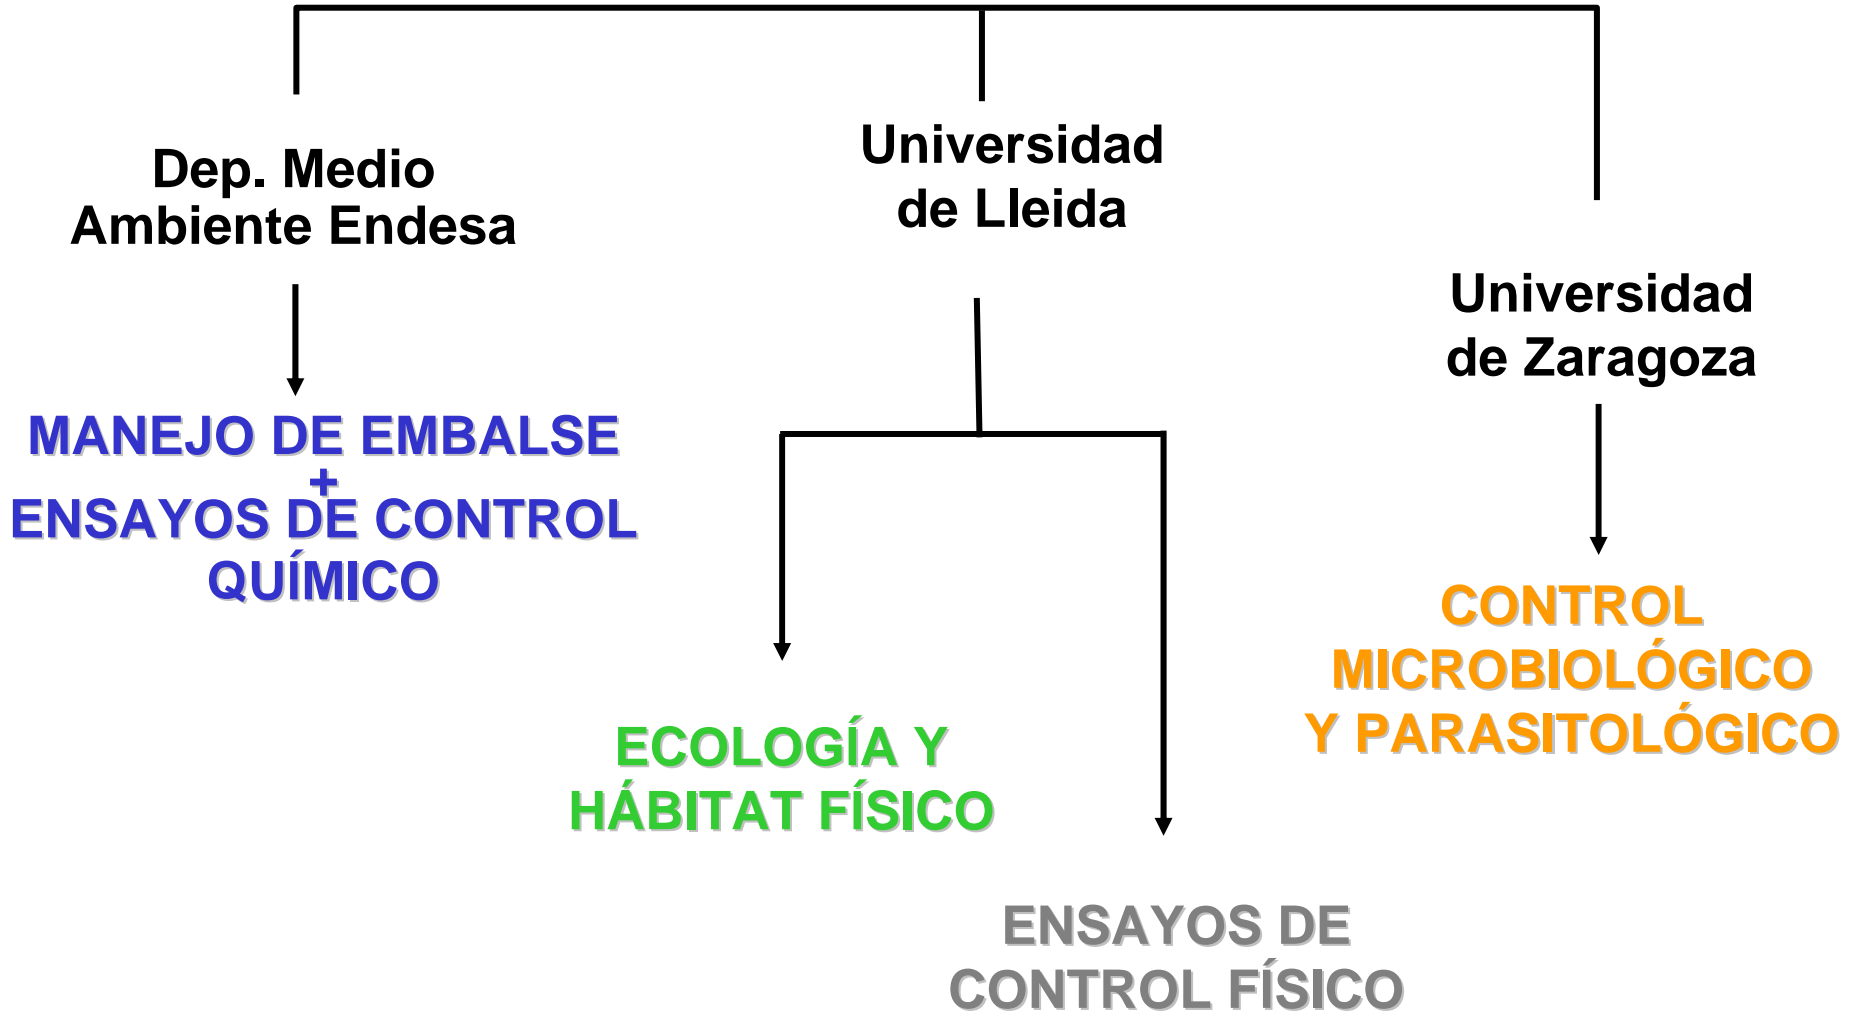 Dep. Medio
Ambiente Endesa
Universidad
de Lleida
Universidad
de Zaragoza
MANEJO DE EMBALSE
+
ENSAYOS DE CONTROL
QUÍMICO
ECOLOGÍA Y
HÁBITAT FÍSICO
ENSAYOS DE
CONTROL FÍSICO
CONTROL
MICROBIOLÓGICO
Y PARASITOLÓGICO